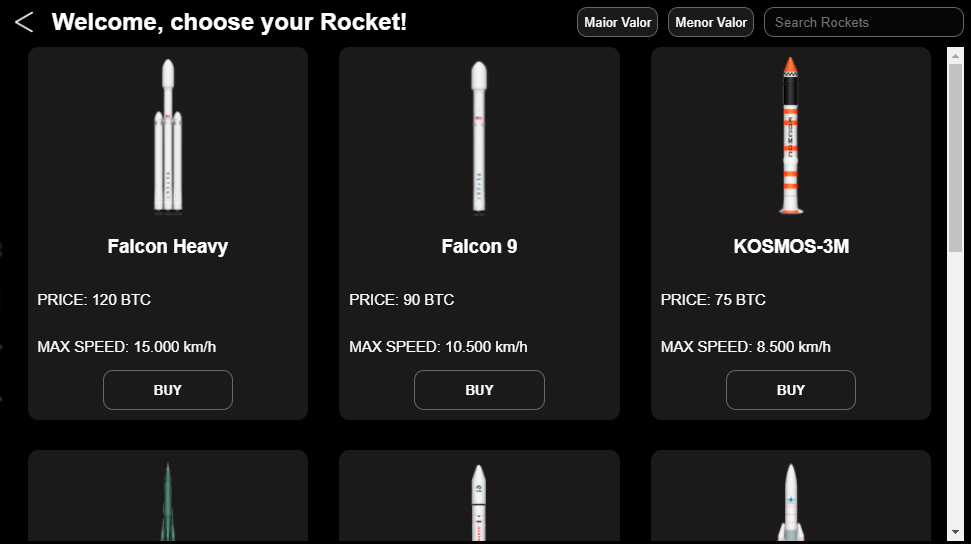 Welcome, choose your Rocket!
Maior Valor
Menor Valor
Search Rockets
Falcon Heavy
PRICE: 120 BTC
MAX SPEED: 15.000 km/h
BUY
Falcon 9
PRICE: 90 BTC
MAX SPEED: 10.500 km/h
BUY
KOSMOS-3M
PRICE: 75 BTC
MAX SPEED: 8.500 km/h
BUY